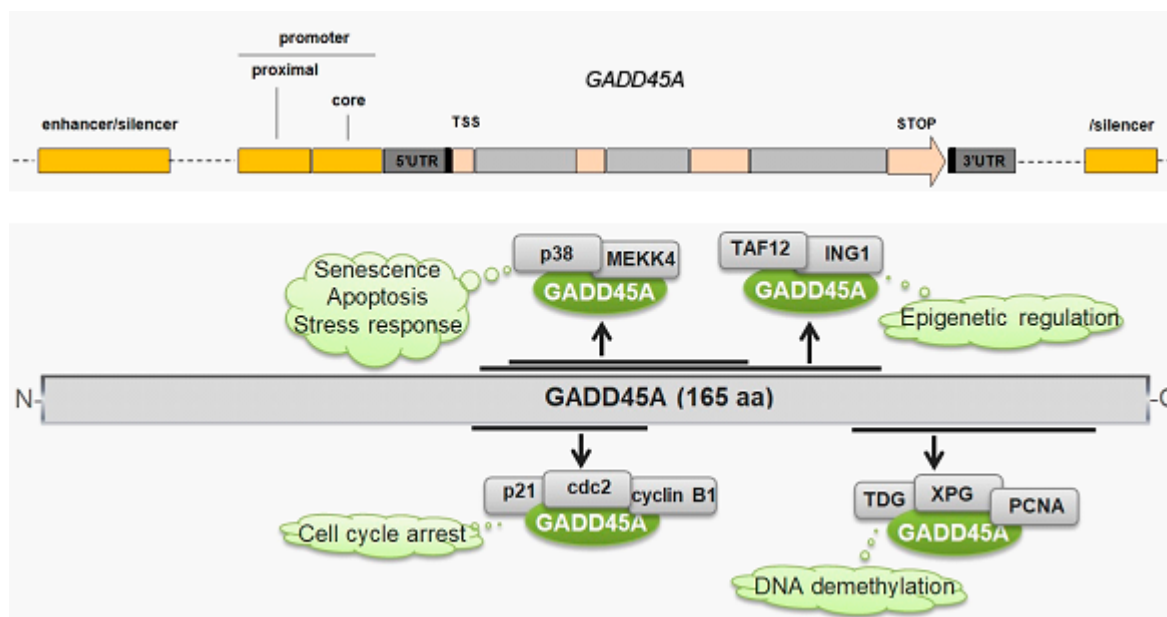 promoter
proximal
core
GADD45A
enhancer/silencer
TSS
STOP
/silencer
5'UTR
3'UTR
p38
MEKK4
GADD45A
TAF12
ING1
GADD45A
Senescence
Apoptosis
Stress response
Epigenetic regulation
N-
GADD45A (165 aa)
-C
p21
cdc2
cyclin B1
GADD45A
TDG
XPG
PCNA
GADD45A
Cell cycle arrest
DNA demethylation